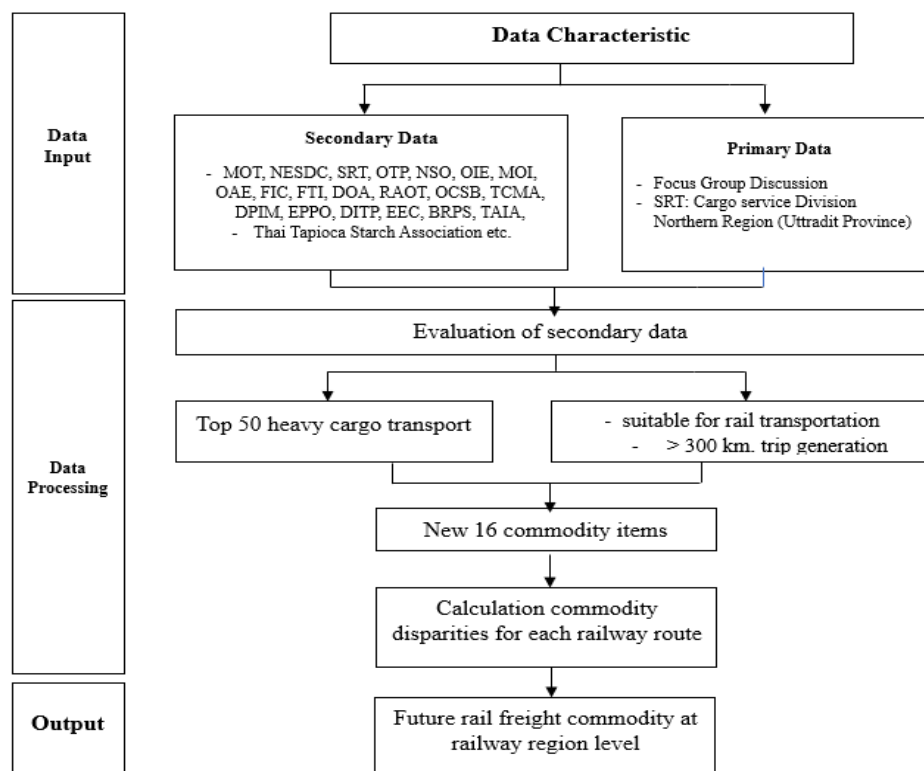 Data Characteristic
Data
Input
Secondary Data
- MOT, NESDC, SRT, OTP, NSO, OIE, MOI,
OAE, FIC, FTI, DOA, RAOT, OCSB, TCMA,
DPIM, EPPO, DITP, EEC, BRPS, TAIA,
- Thai Tapioca Starch Association etc.
Primary Data
- Focus Group Discussion
- SRT: Cargo service Division
Northern Region (Uttradit Province)
Data
Processing
Evaluation of secondary data
Top 50 heavy cargo transport
- suitable for rail transportation
- > 300 km. trip generation
New 16 commodity items
Calculation commodity
disparities for each railway route
Output
Future rail freight commodity at
railway region level